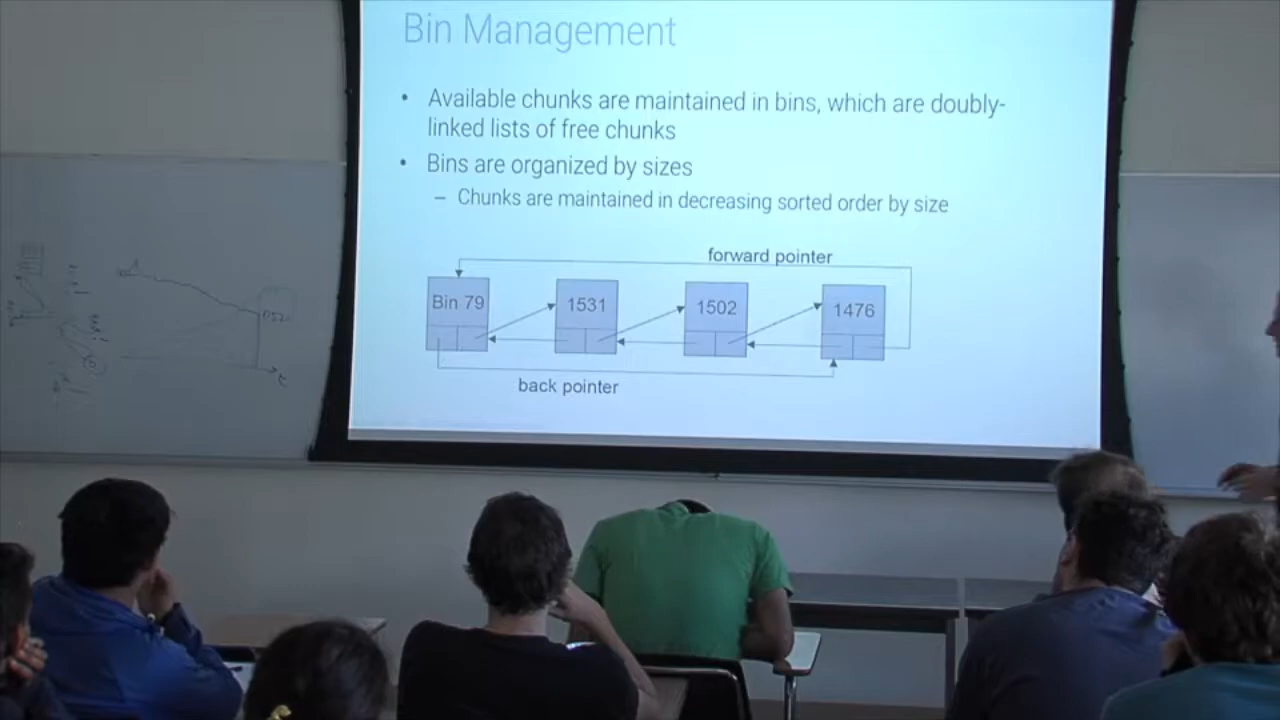 Bin Management
• Available chunks are maintained in bins, which are doubly-
linked lists of free chunks
• Bins are organized by sizes
– Chunks are maintained in decreasing sorted order by size
forward pointer
Bin 79
1531
1502
1476
back pointer